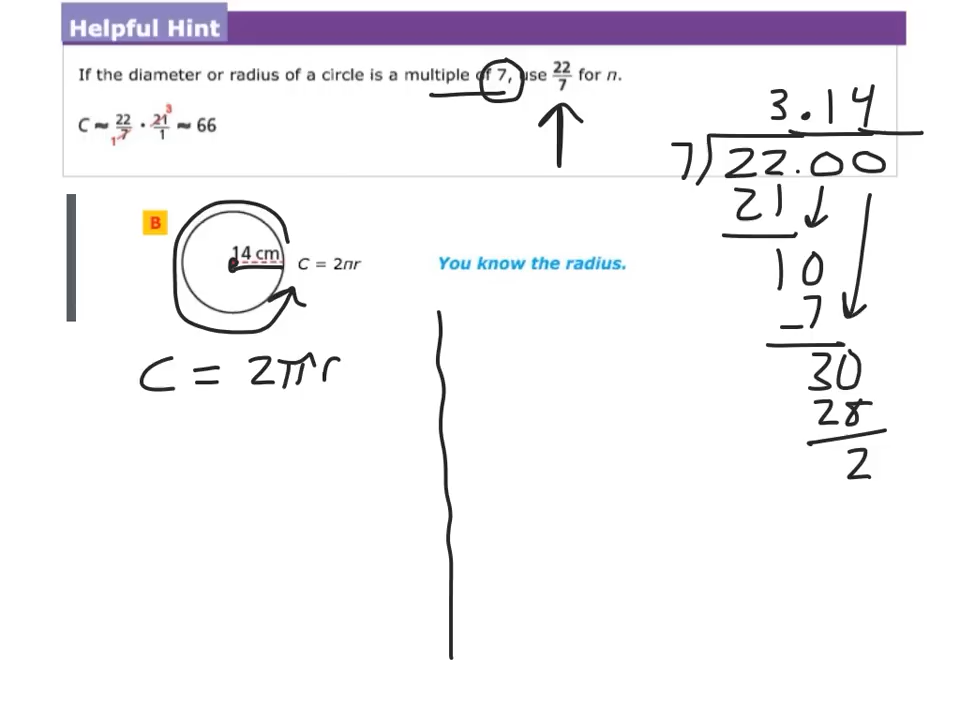 Helpful Hint
If the diameter or radius of a circle is a multiple of 7, use 22/7 for π.
C ≈ 22/7 · 21/1 ≈ 66
1 3
3.14
7)22.00
21
10
-7
30
28
2
B
14 cm
C = 2πr
You know the radius.
C = 2πr